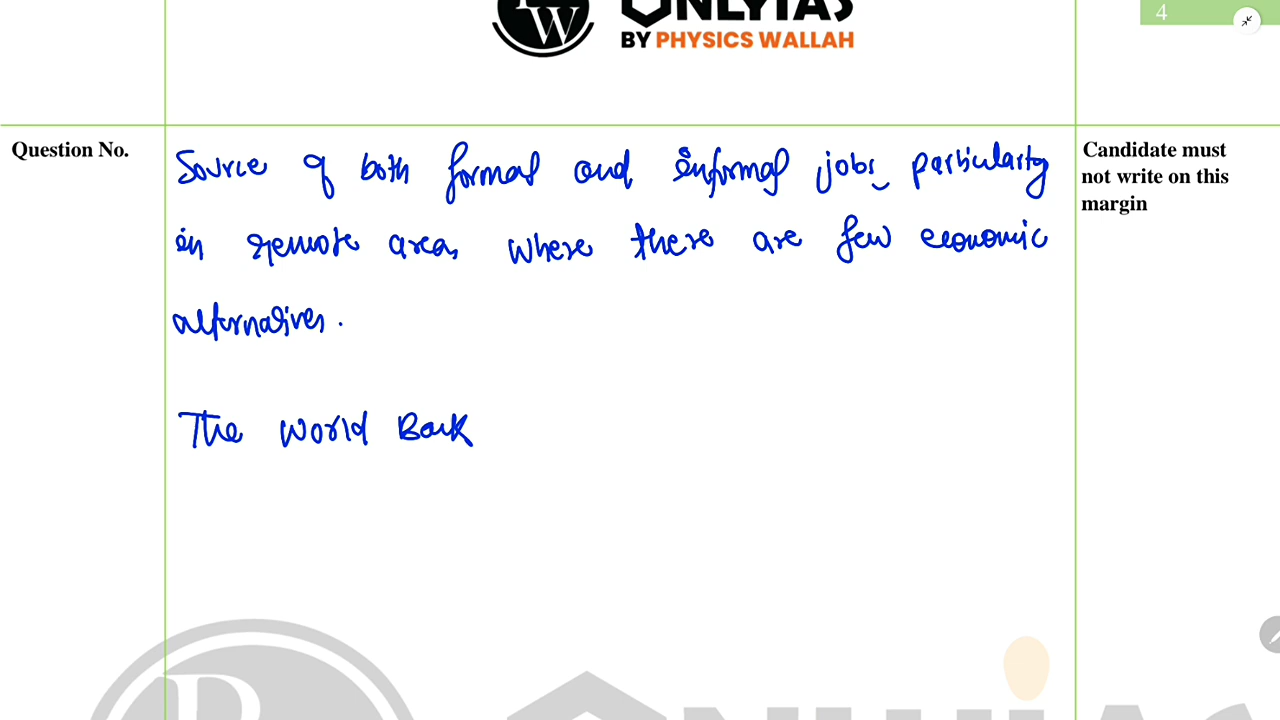 W
ONLYIAS
4
BY PHYSICS WALLAH
Question No.
Candidate must
not write on this
margin
Source of both formal and informal jobs, particularly
in remote areas where there are few economic
alternatives.
The World Bank